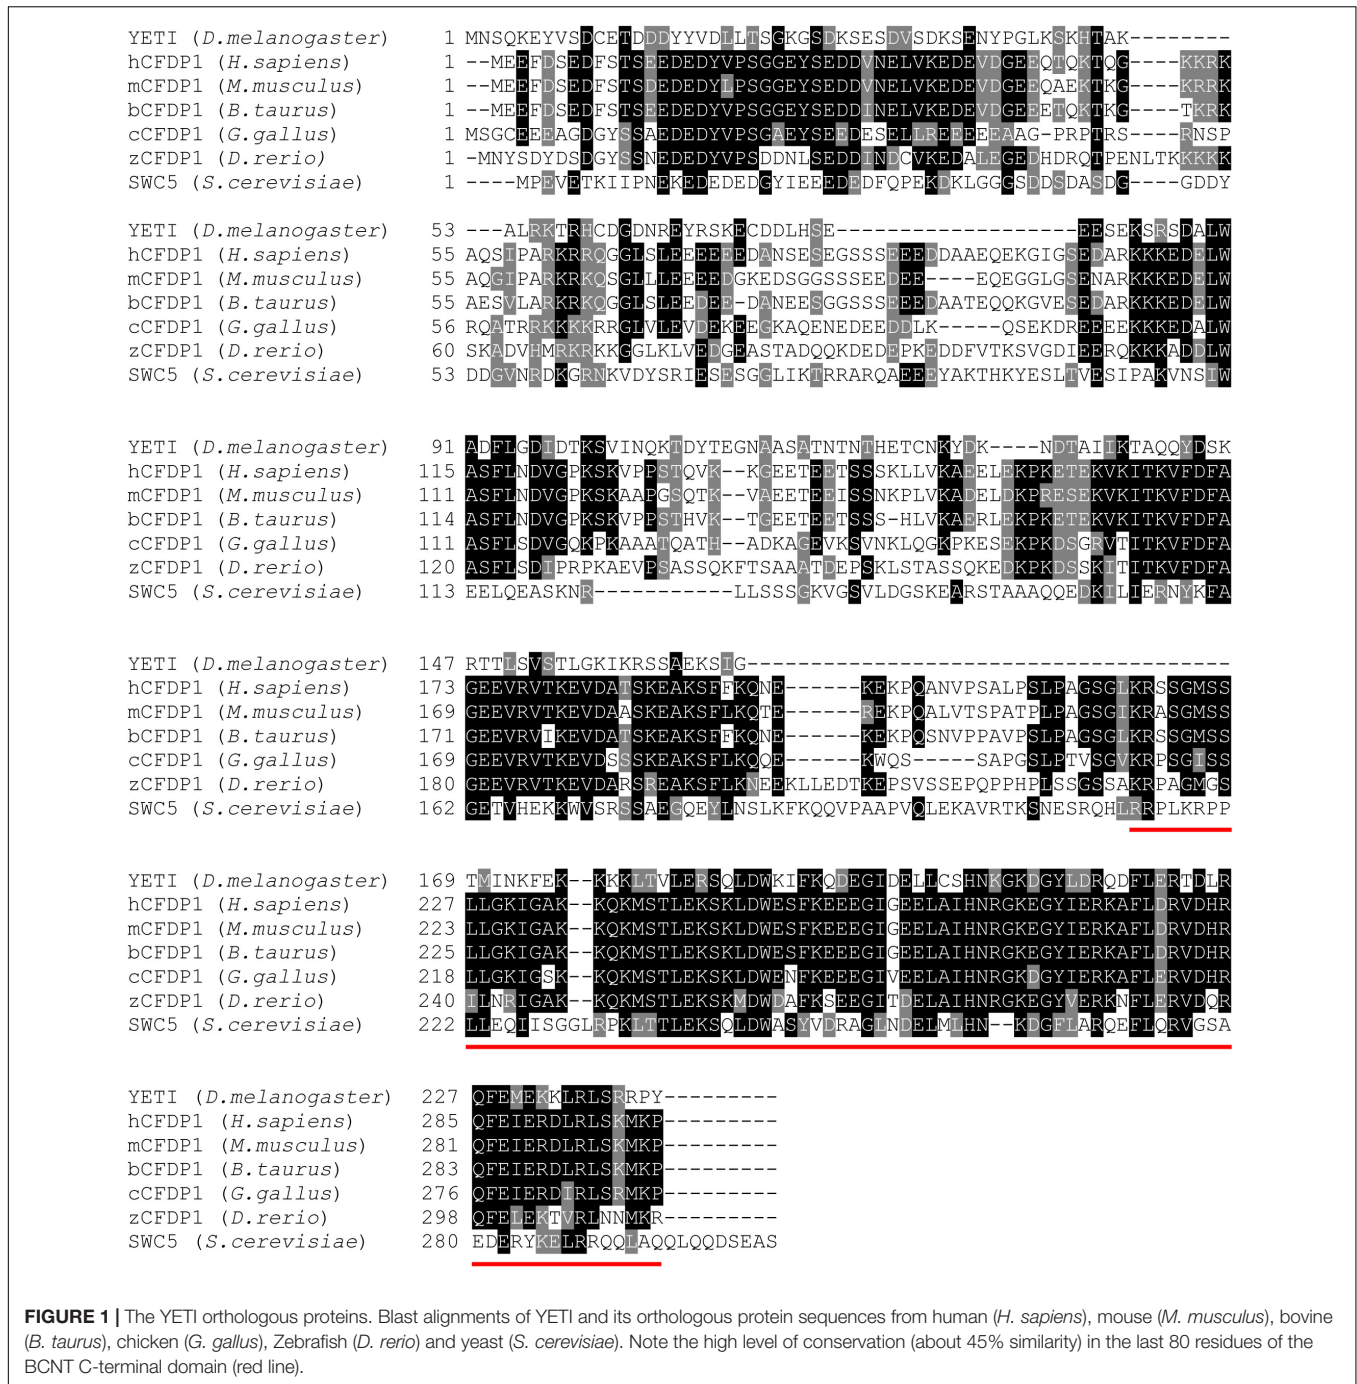 YETI (D.melanogaster) 1 MNSQKEYVSDCETDDDYYVDLLTSGKGSDKSESDVSDKSENYPGLKSKHTAK--------
hCFDP1 (H.sapiens) 1 --MEEFDSEDFSTSEEDEDYVPSGGEYSEDDVNELVKEDEVDGEEQTQKTQG----KKRK
mCFDP1 (M.musculus) 1 --MEEFDSEDFSTSDEDEDYLPSGGEYSEDDINELVKEDEVDGEEQAEKTKG----KRRK
bCFDP1 (B.taurus) 1 --MEEFDSEDFSTSEEDEDYVPSGGEYSEDDINELVKEDEVDGEEETQKTKG----TKRK
cCFDP1 (G.gallus) 1 MSGCEEEAGDGYSSAEDEDYVPSGAEYSEEDESELLREEEEEAAG-PRPTRS----RNSP
zCFDP1 (D.rerio) 1 -MNYSDYDSDGYSSNEDEDYVPSDDNLSEDDINDCVKEDALEGEDHDRQTPENLTKKKKK
SWC5 (S.cerevisiae) 1 ----MPEVETKIIPNEKEDEDEDGYIEEEDEDFQPEKDKLGGGSDDSDASDG----GDDY
YETI (D.melanogaster) 53 ---ALRKTRHCDGDNREYRSKECDDLHSE-------------------EESEKSRSDALW
hCFDP1 (H.sapiens) 55 AQSIPARKRRQGGLSLEEEEEEDANSESEGSSSEEEDDAAEQEKGIGSEDARKKKEDELW
mCFDP1 (M.musculus) 55 AQGIPARKRKQSGLLLEEEEDGKEDSGGSSSEEDEE----EQEGGLGSENARKKKEDELW
bCFDP1 (B.taurus) 55 AESVLARKRKQGGLSLEEDEE-DANEESGGSSSEEEDAATEQQKGVESEDARKKKEDELW
cCFDP1 (G.gallus) 56 RQATRRKKKKRRGLVLEVDEKEEGKAQENEDEEDDLK-----QSEKDREEEEKKKEDALW
zCFDP1 (D.rerio) 60 SKADVHMRKRKKGGLKLVEDGEASTADQQKDEDEPKEDDFVTKSVGDIEERQKKKADDLW
SWC5 (S.cerevisiae) 53 DDGVNRDKGRNKVDYSRIESESGGLIKTRRARQAEEEYAKTHKYESLTVESIPAKVNSIW
YETI (D.melanogaster) 91 ADFLGDIDTKSVINQKTDYTEGNAASATNTNTHETCNKYDK----NDTAIIKTAQQYDSK
hCFDP1 (H.sapiens) 115 ASFLNDVGPKSKVPPSTQVK--KGEETEETSSSKLLVKAEELEKPKETEKVKITKVFDFA
mCFDP1 (M.musculus) 111 ASFLNDVGPKSKAAPGSQTK--VAEETEEISSNKPLVKADELDKPRESEKVKITKVFDFA
bCFDP1 (B.taurus) 114 ASFLNDVGPKSKVPPSTHVK--TGEETEETSSS-HLVKAERLEKPKETEKVKITKVFDFA
cCFDP1 (G.gallus) 111 ASFLSDVGQKPKAAATQATH--ADKAGEVKSVNKLQGKPKESEKPKDSGRVTITKVFDFA
zCFDP1 (D.rerio) 120 ASFLSDIPRPKAEVPSASSQKFTSAAATDEPSKLSTASSQKEDKPKDSSKITITKVFDFA
SWC5 (S.cerevisiae) 113 EELQEASKNR-----------LLSSSGKVGSVLDGSKEARSTAAAQQEDKILIERNYKFA
YETI (D.melanogaster) 147 RTTLSVSTLGKIKRSSAEKSIG--------------------------------------
hCFDP1 (H.sapiens) 173 GEEVRVTKEVDATSKEAKSFFKQNE------KEKPQANVPSALPSLPAGSGLKRSSGMSS
mCFDP1 (M.musculus) 169 GEEVRVTKEVDAASKEAKSFLKQTE------REKPQALVTSPATPLPAGSGIKRASGMSS
bCFDP1 (B.taurus) 171 GEEVRVIKEVDATSKEAKSFFKQNE------KEKPQSNVPPAVPSLPAGSGLKRSSGMSS
cCFDP1 (G.gallus) 169 GEEVRVTKEVDSSSKEAKSFLKQQE------KWQS----SAPGSLPTVSGVKRPSGISS
zCFDP1 (D.rerio) 180 GEEVRVTKEVDARSREAKSFLKNEEKLLEDTKEPSVSSEPQPPHPLSSGSSAKRPAGMGS
SWC5 (S.cerevisiae) 162 GETVHEKKWVSRSSAEGQEYLNSLKFKQQVPAAPVQLEKAVRTKSNESRQHLRRPLKRPP
YETI (D.melanogaster) 169 TMINKFEK--KKKLTVLERSQLDWKIFKQDEGIDELLCSHNKGKDGYLDRQDFLERTDLR
hCFDP1 (H.sapiens) 227 LLGKIGAK--KQKMSTLEKSKLDWESFKEEEGIGEELAIHNRGKEGYIERKAFLDRVDHR
mCFDP1 (M.musculus) 223 LLGKIGAK--KQKMSTLEKSKLDWESFKEEEGIGEELAIHNRGKEGYIERKAFLDRVDHR
bCFDP1 (B.taurus) 225 LLGKIGAK--KQKMSTLEKSKLDWESFKEEEGIGEELAIHNRGKEGYIERKAFLDRVDHR
cCFDP1 (G.gallus) 218 LLGKIGSK--KQKMSTLEKSKLDWENFKEEEGIVEELAIHNRGKDGYIERKAFLERVDHR
zCFDP1 (D.rerio) 240 ILNRIGAK--KQKMSTLEKSKMDWDAFKSEEGITDELAIHNRGKEGYVERKNFLERVDQR
SWC5 (S.cerevisiae) 222 LLEQIISGGLRPKLTTLEKSQLDWASYVDRAGLNDELMLHN--KDGFLARQEFLQRVGSA
YETI (D.melanogaster) 227 QFEMEKKLRLSRRPY---------
hCFDP1 (H.sapiens) 285 QFEIERDLRLSKMKP---------
mCFDP1 (M.musculus) 281 QFEIERDLRLSKMKP---------
bCFDP1 (B.taurus) 283 QFEIERDLRLSKMKP---------
cCFDP1 (G.gallus) 276 QFEIERDIRLSRMKP---------
zCFDP1 (D.rerio) 298 QFELEKTVRLNNMKR---------
SWC5 (S.cerevisiae) 280 EDERYKELRRQQLAQQLQQDSEAS
FIGURE 1 | The YETI orthologous proteins. Blast alignments of YETI and its orthologous protein sequences from human (H. sapiens), mouse (M. musculus), bovine
(B. taurus), chicken (G. gallus), Zebrafish (D. rerio) and yeast (S. cerevisiae). Note the high level of conservation (about 45% similarity) in the last 80 residues of the
BCNT C-terminal domain (red line).